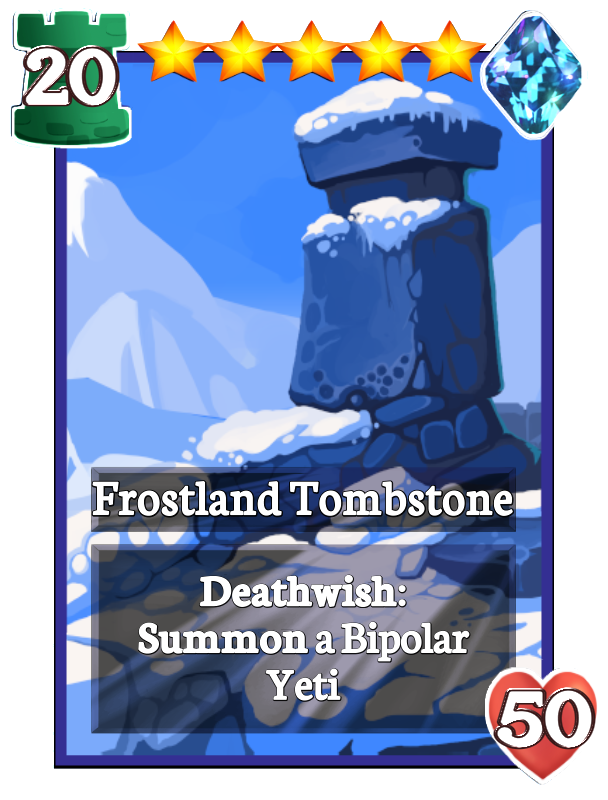 20
Frostland Tombstone
Deathwish:
Summon a Bipolar
Yeti
50